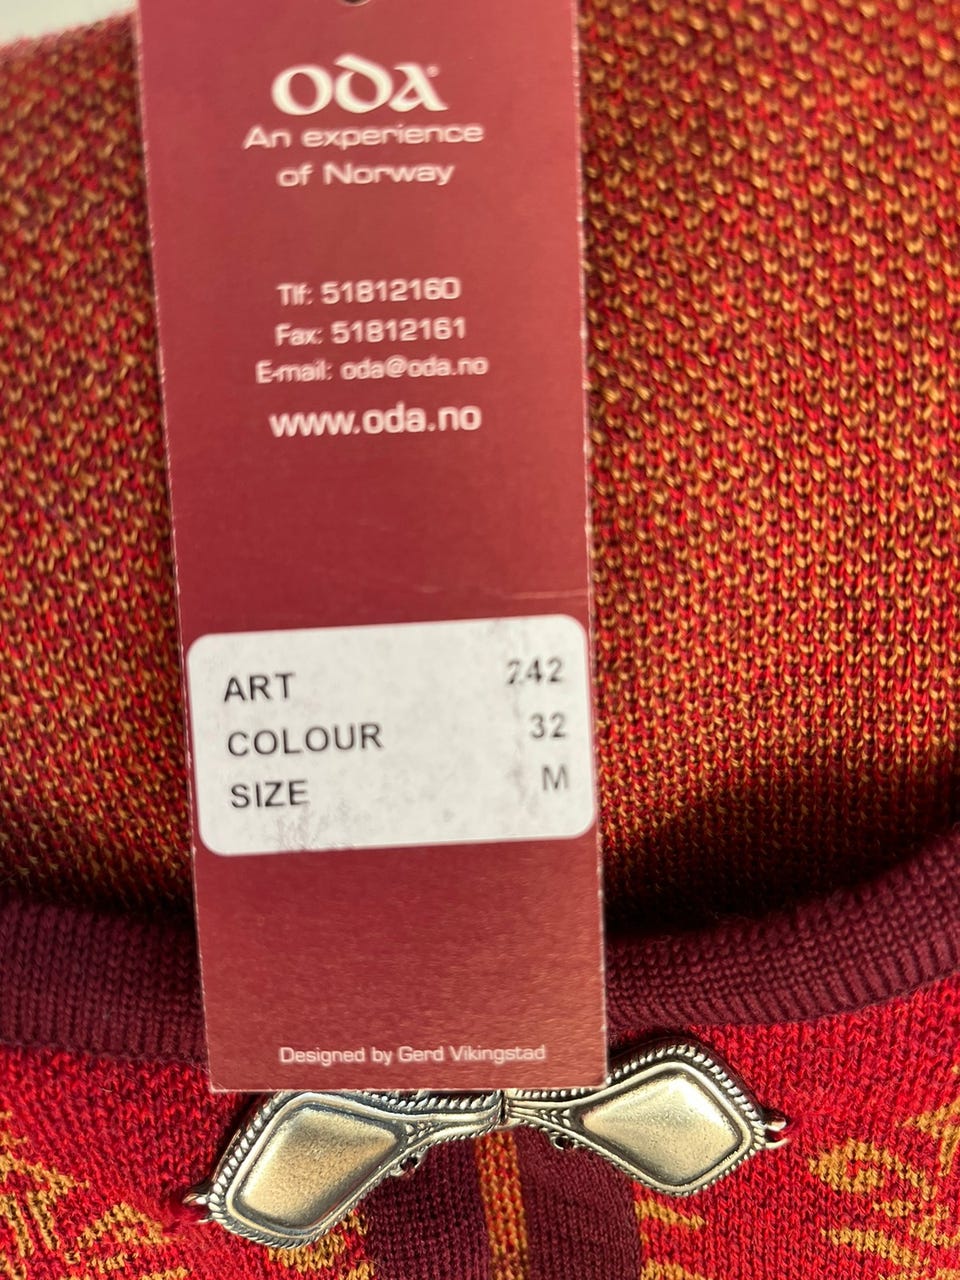 ODA®
An experience
of Norway
Tlf: 51812160
Fax: 51812161
E-mail: oda@oda.no
www.oda.no
ART 242
COLOUR 32
SIZE M
Designed by Gerd Vikingstad